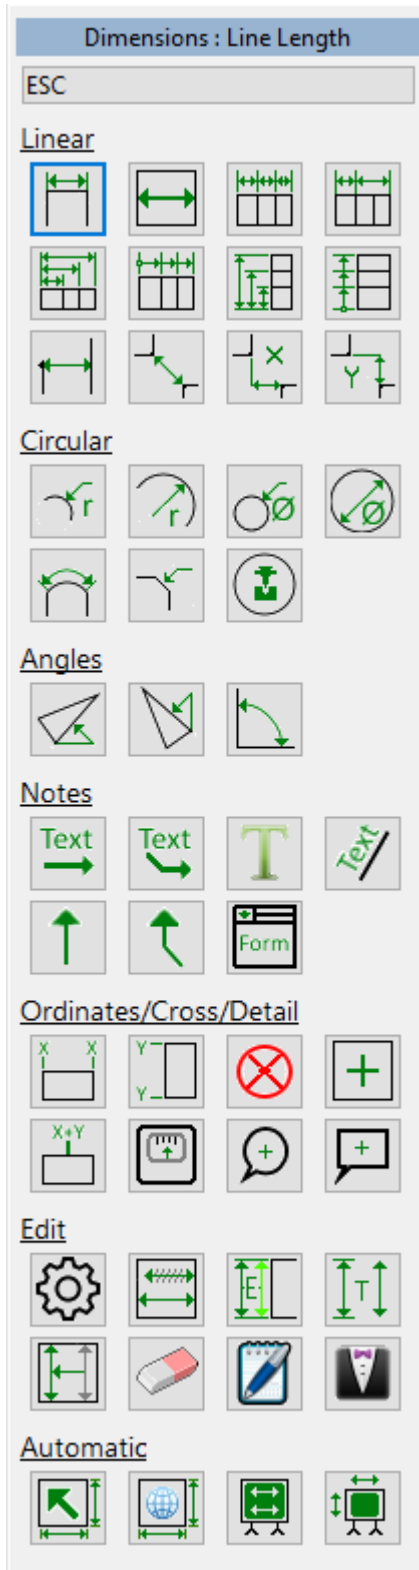 Dimensions : Line Length
ESC
Linear
X
Y
Circular
r
r
Ø
Ø
Angles
Notes
Text
Text
T
Text
Form
Ordinates/Cross/Detail
X X
Y
Y
X+Y
Edit
E
T
Automatic